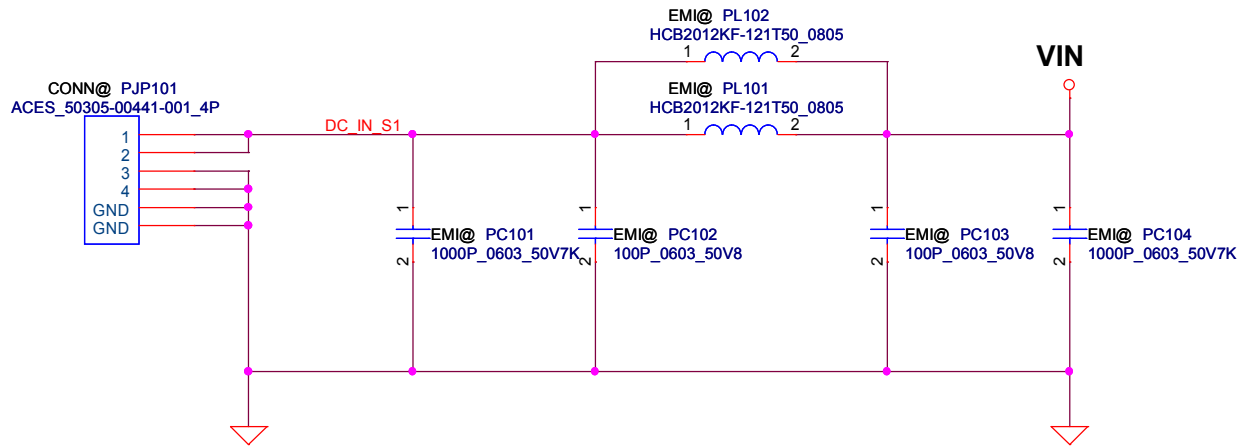 EMI@ PL102
HCB2012KF-121T50_0805
1 2
VIN
CONN@ PJP101
ACES_50305-00441-001_4P
EMI@ PL101
HCB2012KF-121T50_0805
1 2
DC_IN_S1
1
2
3
4
GND
GND
1
EMI@ PC101
1000P_0603_50V7K
2
1
EMI@ PC102
100P_0603_50V8
2
1
EMI@ PC103
100P_0603_50V8
2
1
EMI@ PC104
1000P_0603_50V7K
2